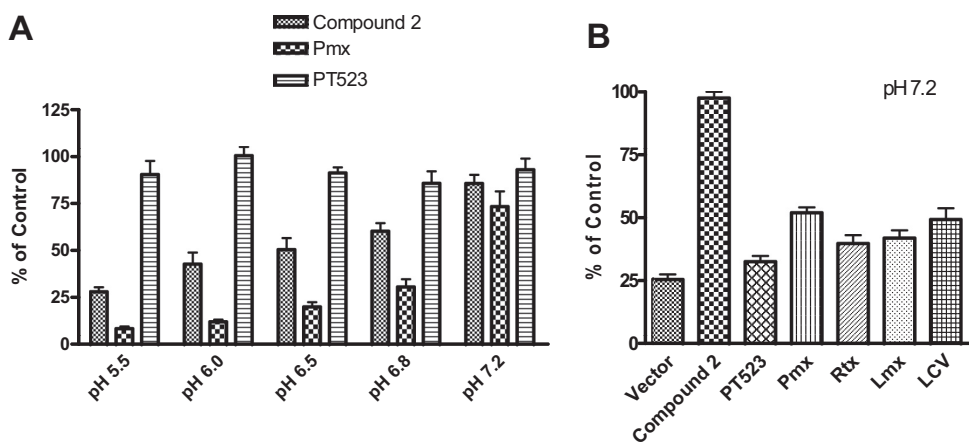 A
Compound 2
Pmx
PT523
% of Control
125
100
75
50
25
0
pH 5.5
pH 6.0
pH 6.5
pH 6.8
pH 7.2
B
pH 7.2
% of Control
100
75
50
25
0
Vector
Compound 2
PT523
Pmx
Rtx
Lmx
LCV